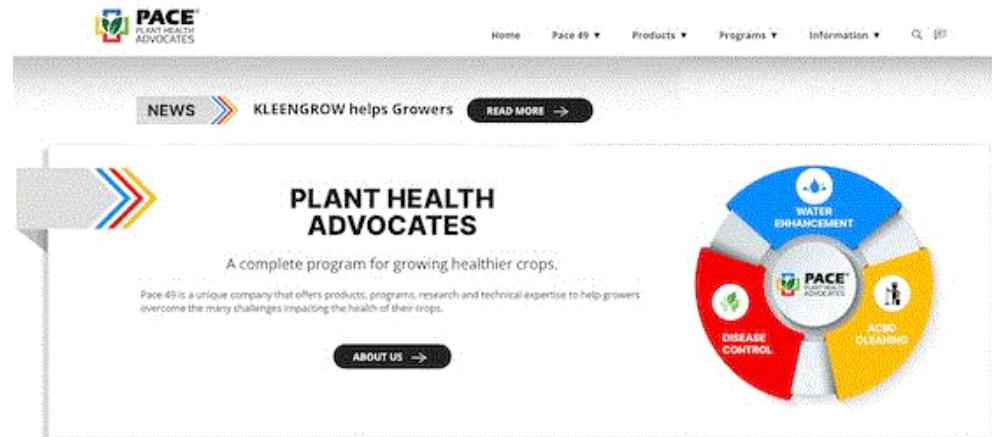 PACE
PLANT HEALTH
ADVOCATES
Home Pace 49 ▼ Products ▼ Programs ▼ Information ▼
NEWS KLEENGROW helps Growers READ MORE →
PLANT HEALTH
ADVOCATES
A complete program for growing healthier crops.
Pace 49 is a unique company that offers products, programs, research and technical expertise to help growers
overcome the many challenges impacting the health of their crops.
ABOUT US →
WATER
ENHANCEMENT
PACE
PLANT HEALTH
ADVOCATES
DISEASE
CONTROL
ACBD
CLEANING